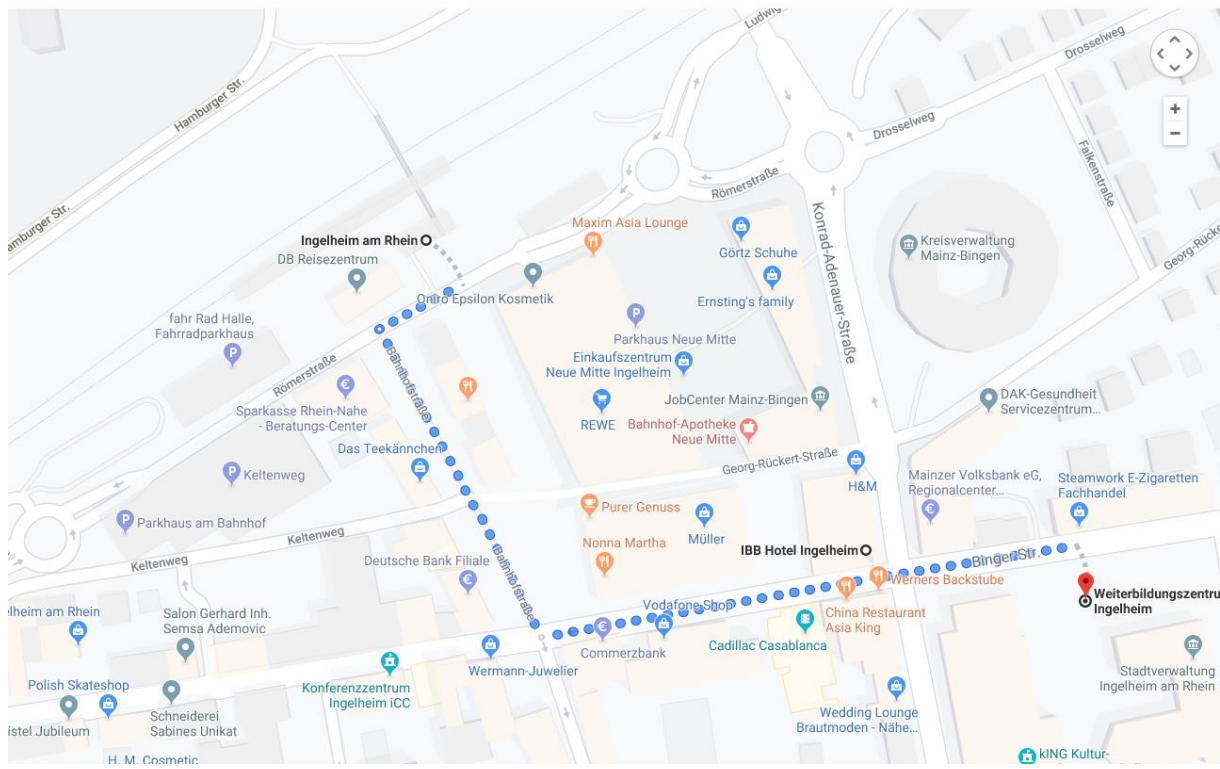 Ludwig
Drosselweg
Hamburger Str.
+
−
Drosselweg
Falkenstraße
Römerstraße
amburger Str.
Maxim Asia Lounge
Konrad-Adenauer-Straße
Ingelheim am Rhein
DB Reisezentrum
Görtz Schuhe
Kreisverwaltung
Mainz-Bingen
Georg-Rücker
Oniro Epsilon Kosmetik
Ernsting's family
fahr Rad Halle,
Fahrradparkhaus
P
P
Parkhaus Neue Mitte
Römerstraße
Bahnhofstraße
Einkaufszentrum
Neue Mitte Ingelheim
€
Sparkasse Rhein-Nahe
- Beratungs-Center
REWE
JobCenter Mainz-Bingen
DAK-Gesundheit
Servicezentrum...
Bahnhof-Apotheke
Neue Mitte
Das Teekännchen
Georg-Rückert-Straße
P Keltenweg
H&M
Mainzer Volksbank eG,
Regionalcenter...
€
Steamwork E-Zigaretten
Fachhandel
P Parkhaus am Bahnhof
Purer Genuss
Müller
Keltenweg
Keltenweg
Deutsche Bank Filiale
€
Nonna Martha
IBB Hotel Ingelheim
Binger Str.
Bahnhofstraße
Werners Backstube
Weiterbildungszentru
Ingelheim
elheim am Rhein
Salon Gerhard Inh.
Semsa Ademovic
Vodafone Shop
China Restaurant
Asia King
€
Commerzbank
Cadillac Casablanca
Wermann-Juwelier
Konferenzzentrum
Ingelheim iCC
Stadtverwaltung
Ingelheim am Rhein
Polish Skateshop
Schneiderei
Sabines Unikat
istel Jubileum
Wedding Lounge
Brautmoden - Nähe...
H. M. Cosmetic
kING Kultur-